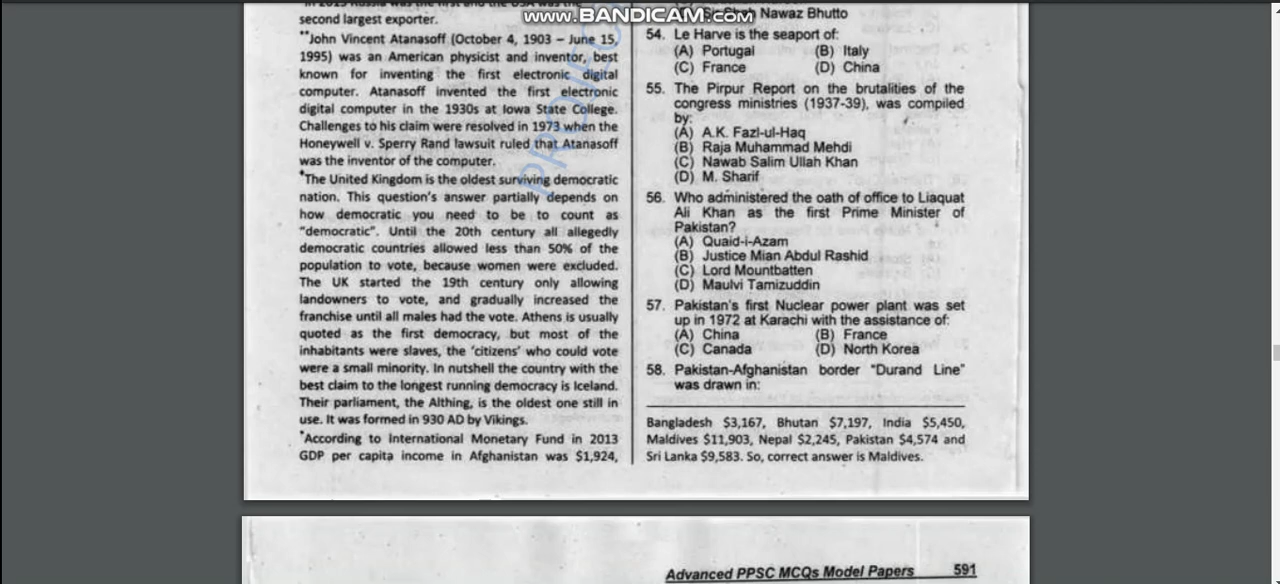 www.BANDICAM.com
second largest exporter.
**John Vincent Atanasoff (October 4, 1903 – June 15,
1995) was an American physicist and inventor, best
known for inventing the first electronic digital
computer. Atanasoff invented the first electronic
digital computer in the 1930s at Iowa State College.
Challenges to his claim were resolved in 1973 when the
Honeywell v. Sperry Rand lawsuit ruled that Atanasoff
was the inventor of the computer.
*The United Kingdom is the oldest surviving democratic
nation. This question's answer partially depends on
how democratic you need to be to count as
"democratic". Until the 20th century all allegedly
democratic countries allowed less than 50% of the
population to vote, because women were excluded.
The UK started the 19th century only allowing
landowners to vote, and gradually increased the
franchise until all males had the vote. Athens is usually
quoted as the first democracy, but most of the
inhabitants were slaves, the 'citizens' who could vote
were a small minority. In nutshell the country with the
best claim to the longest running democracy is Iceland.
Their parliament, the Althing, is the oldest one still in
use. It was formed in 930 AD by Vikings.
*According to International Monetary Fund in 2013
GDP per capita income in Afghanistan was $1,924,
Nawaz Bhutto
54. Le Harve is the seaport of:
(A) Portugal (B) Italy
(C) France (D) China
55. The Pirpur Report on the brutalities of the
congress ministries (1937-39), was compiled
by:
(A) A.K. Fazl-ul-Haq
(B) Raja Muhammad Mehdi
(C) Nawab Salim Ullah Khan
(D) M. Sharif
56. Who administered the oath of office to Liaquat
Ali Khan as the first Prime Minister of
Pakistan?
(A) Quaid-i-Azam
(B) Justice Mian Abdul Rashid
(C) Lord Mountbatten
(D) Maulvi Tamizuddin
57. Pakistan's first Nuclear power plant was set
up in 1972 at Karachi with the assistance of:
(A) China (B) France
(C) Canada (D) North Korea
58. Pakistan-Afghanistan border "Durand Line"
was drawn in:
Bangladesh $3,167, Bhutan $7,197, India $5,450,
Maldives $11,903, Nepal $2,245, Pakistan $4,574 and
Sri Lanka $9,583. So, correct answer is Maldives.
Advanced PPSC MCQs Model Papers 591